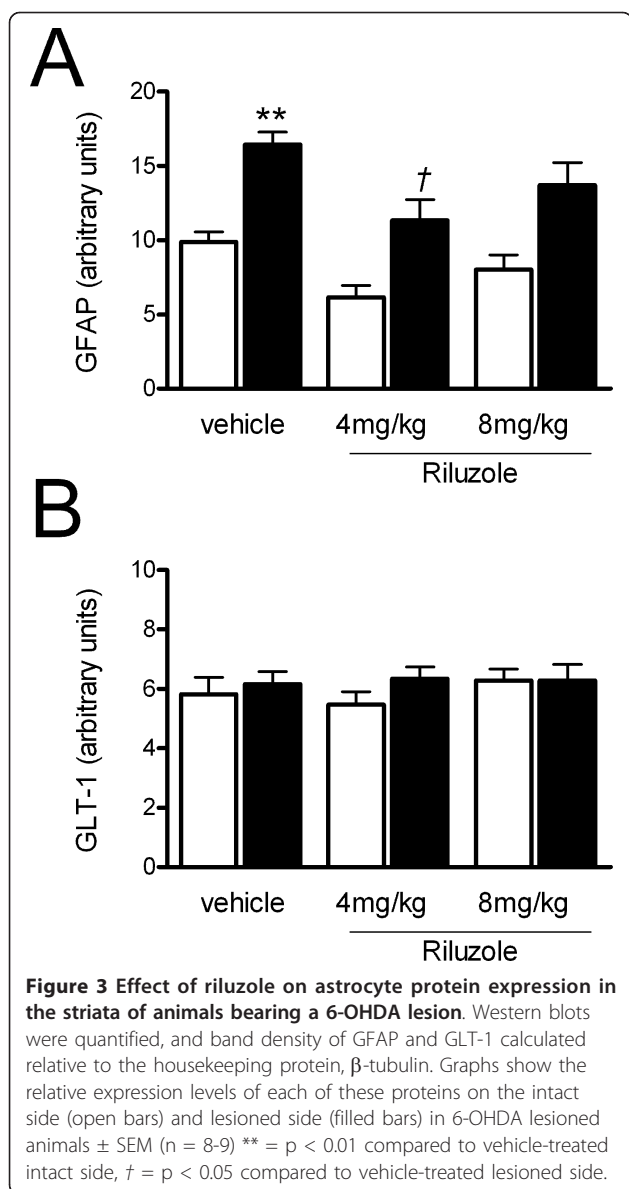 A
20
15
10
5
0
GFAP (arbitrary units)
**
†
vehicle 4mg/kg 8mg/kg
Riluzole
B
10
8
6
4
2
0
GLT-1 (arbitrary units)
vehicle 4mg/kg 8mg/kg
Riluzole
Figure 3 Effect of riluzole on astrocyte protein expression in
the striata of animals bearing a 6-OHDA lesion. Western blots
were quantified, and band density of GFAP and GLT-1 calculated
relative to the housekeeping protein, β-tubulin. Graphs show the
relative expression levels of each of these proteins on the intact
side (open bars) and lesioned side (filled bars) in 6-OHDA lesioned
animals ± SEM (n = 8-9) ** = p < 0.01 compared to vehicle-treated
intact side, † = p < 0.05 compared to vehicle-treated lesioned side.